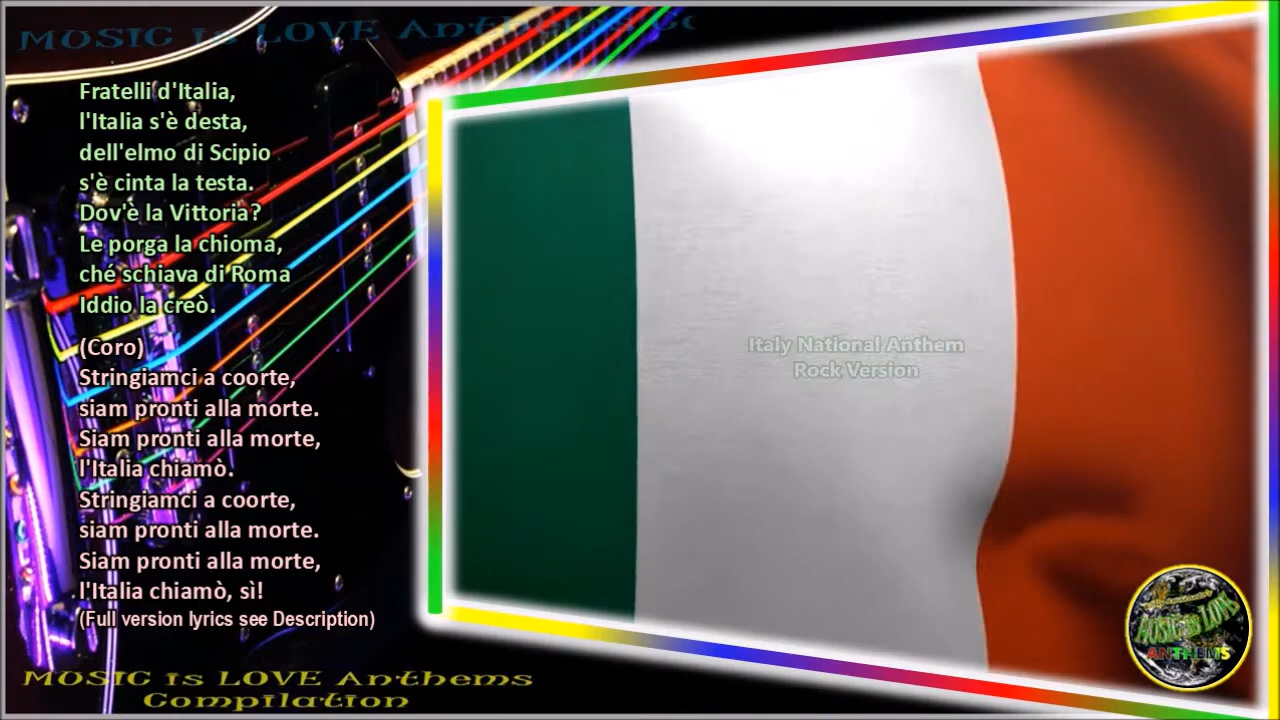 MUSIC is LOVE Anthems Co
Fratelli d'Italia,
l'Italia s'è desta,
dell'elmo di Scipio
s'è cinta la testa.
Dov'è la Vittoria?
Le porga la chioma,
ché schiava di Roma
Iddio la creò.
(Coro)
Stringiamci a coorte,
siam pronti alla morte.
Siam pronti alla morte,
l'Italia chiamò.
Stringiamci a coorte,
siam pronti alla morte.
Siam pronti alla morte,
l'Italia chiamò, sì!
(Full version lyrics see Description)
MUSIC is LOVE Anthems
Compilation
Italy National Anthem
Rock Version
MUSIC is LOVE
ANTHEMS